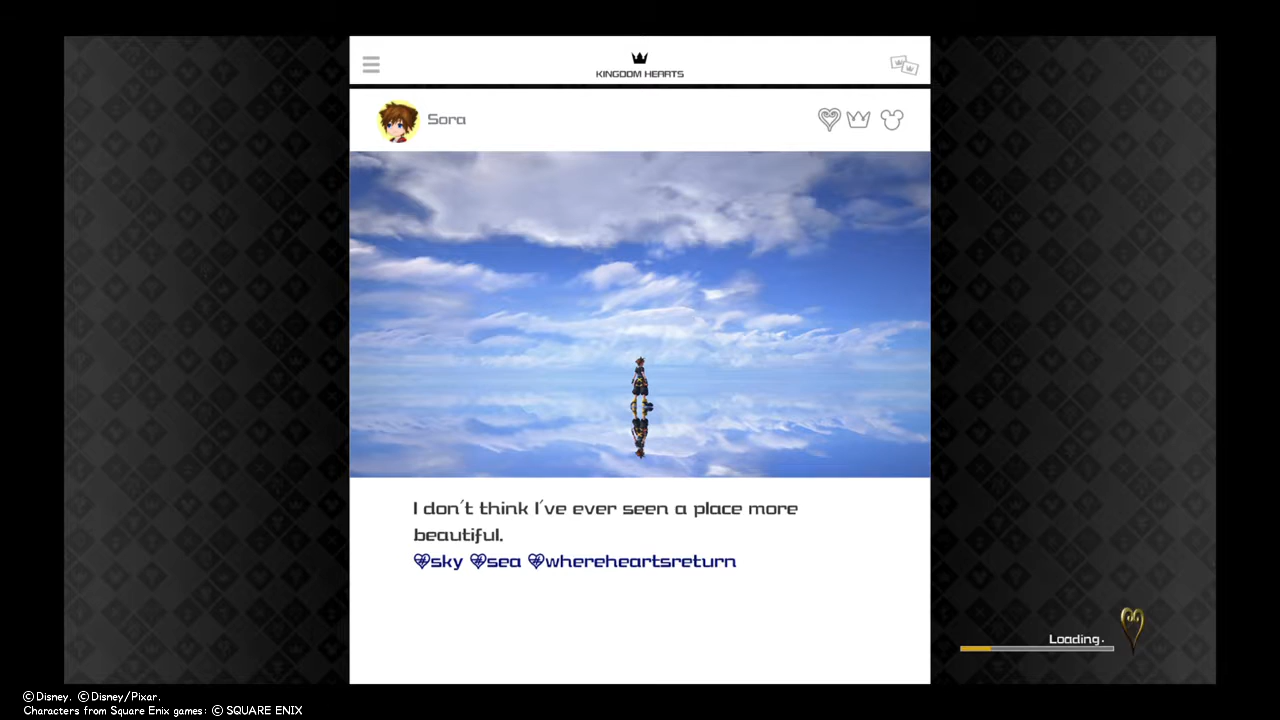 KINGDOM HEARTS
Sora
I don't think I've ever seen a place more
beautiful.
sky sea whereheartsreturn
Loading.
© Disney. © Disney/Pixar.
Characters from Square Enix games: © SQUARE ENIX